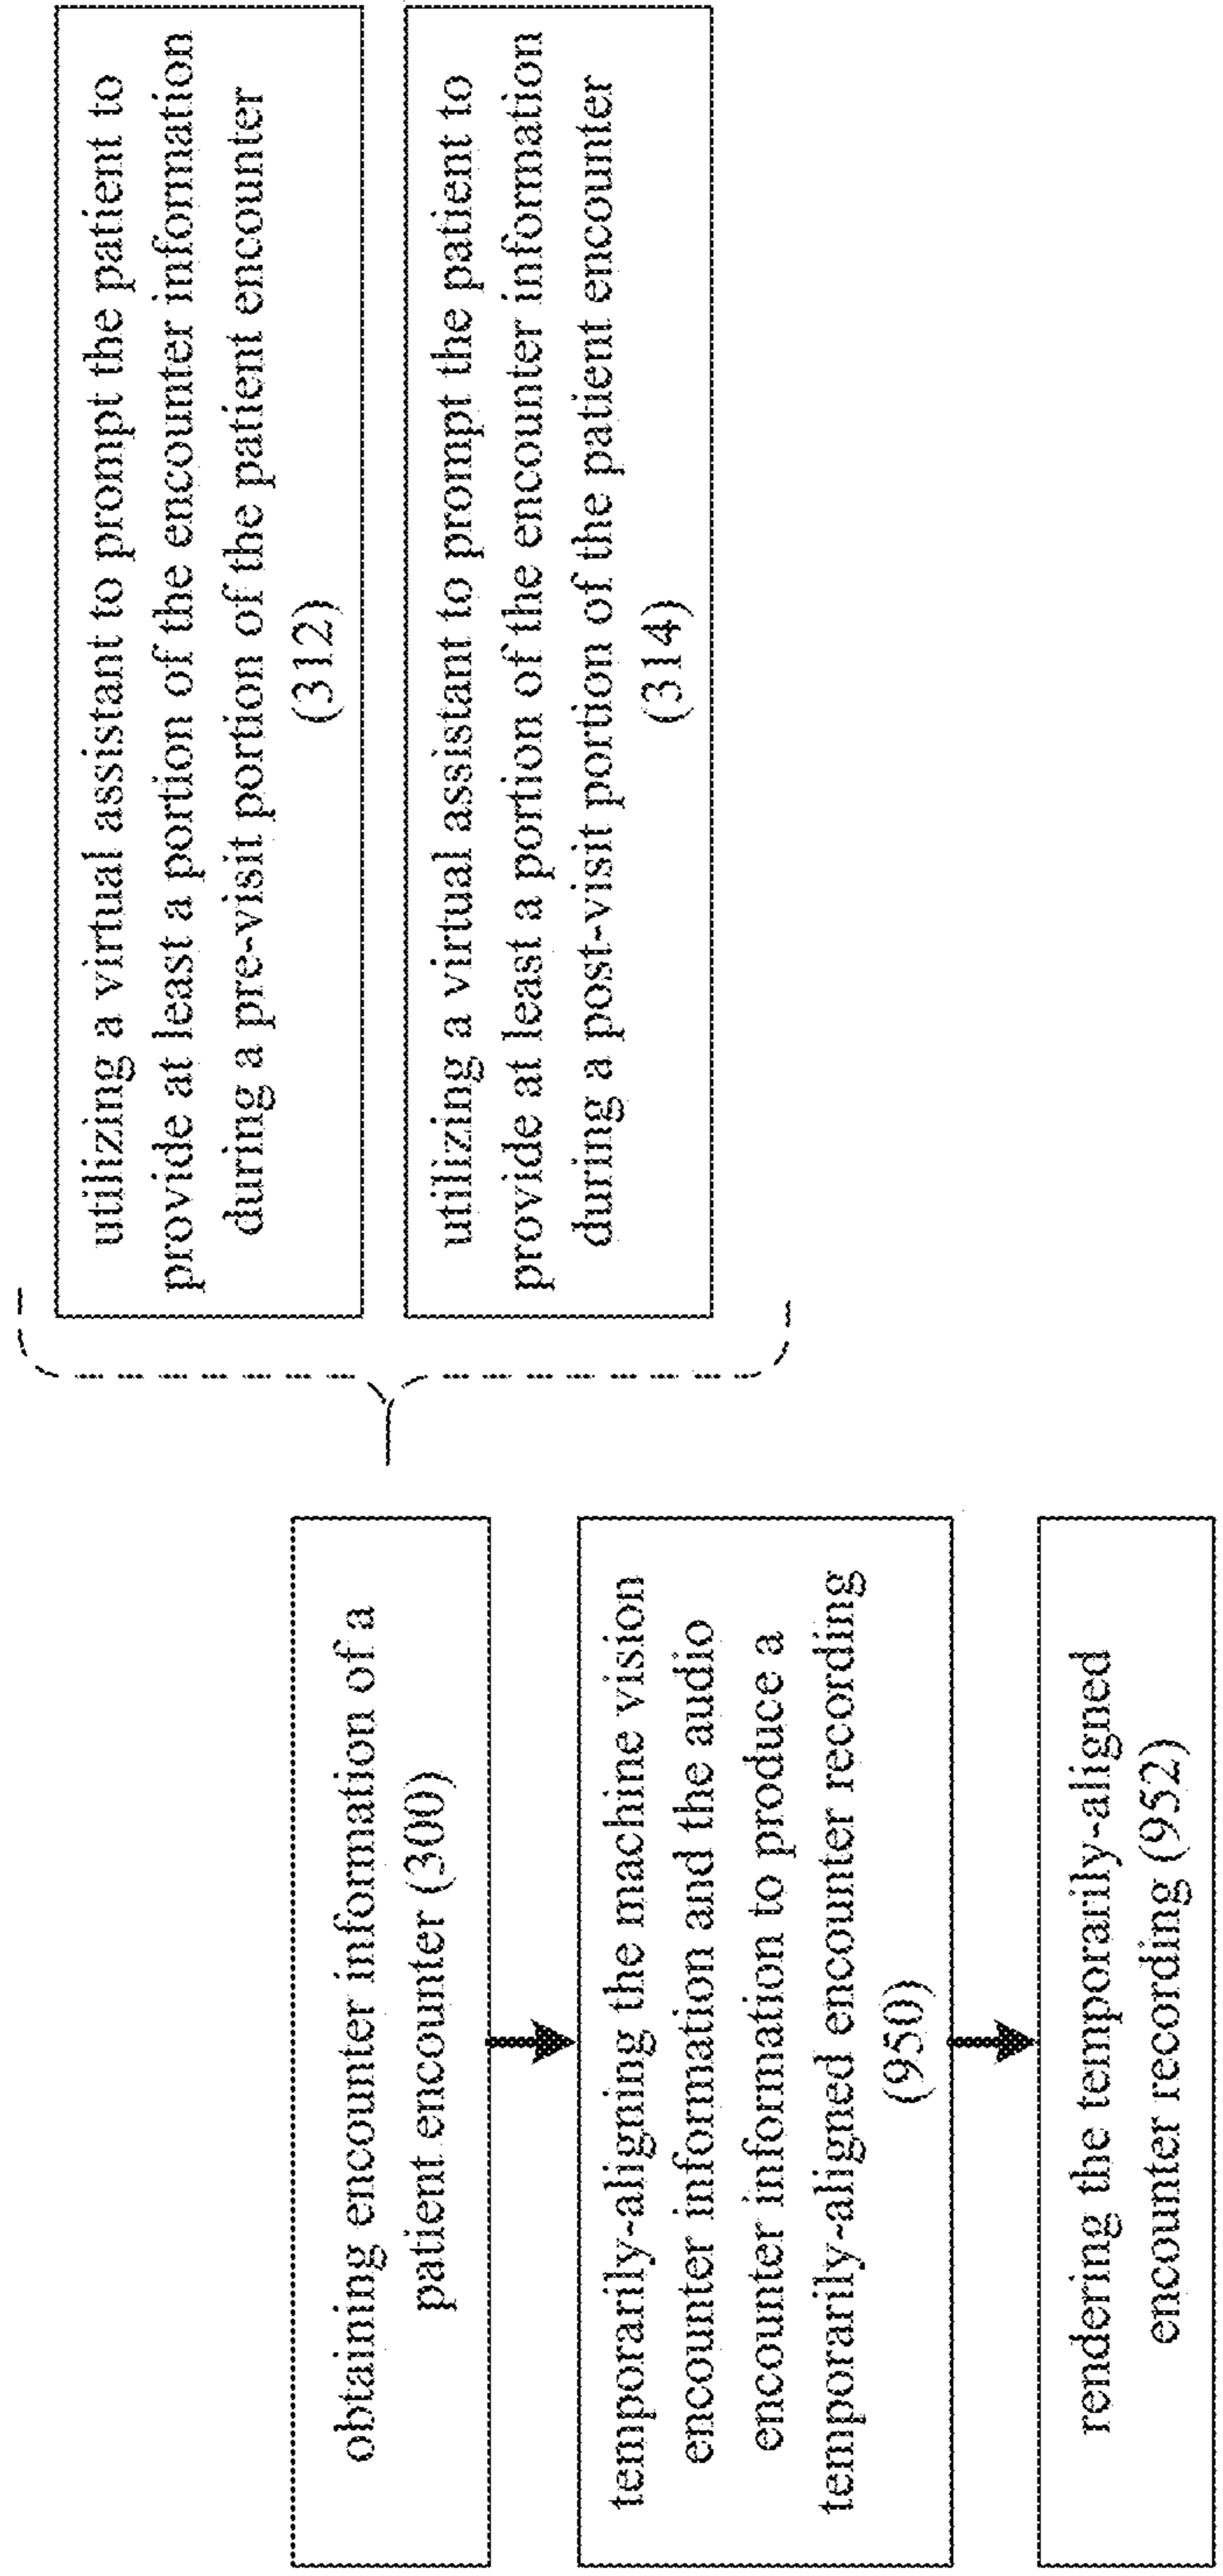 obtaining encounter information of a
patient encounter (300)
temporarily-aligning the machine vision
encounter information and the audio
encounter information to produce a
temporarily-aligned encounter recording
(950)
rendering the temporarily-aligned
encounter recording (952)
utilizing a virtual assistant to prompt the patient to
provide at least a portion of the encounter information
during a pre-visit portion of the patient encounter
(312)
utilizing a virtual assistant to prompt the patient to
provide at least a portion of the encounter information
during a post-visit portion of the patient encounter
(314)